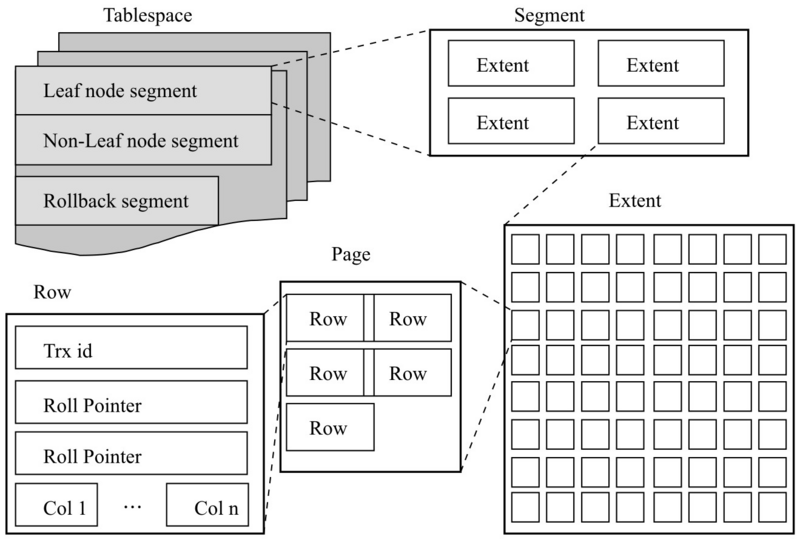 Tablespace
Leaf node segment
Non-Leaf node segment
Rollback segment
Segment
Extent Extent
Extent Extent
Extent
Page
Row Row
Row Row
Row
Row
Trx id
Roll Pointer
Roll Pointer
Col 1 ··· Col n